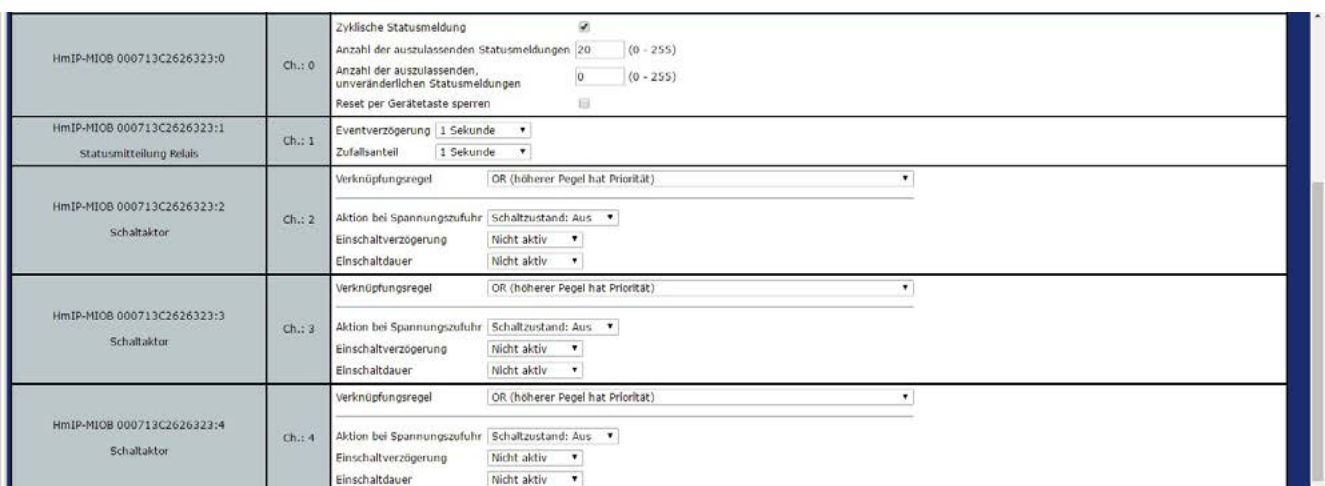 HmIP-MIOB 000713C2626323:0
Ch.: 0
Zyklische Statusmeldung
Anzahl der auszulassenden Statusmeldungen 20 (0 - 255)
Anzahl der auszulassenden,
unveränderlichen Statusmeldungen 0 (0 - 255)
Reset per Gerätetaste sperren
HmIP-MIOB 000713C2626323:1
Statusmitteilung Relais
Ch.: 1
Eventverzögerung 1 Sekunde
Zufallsanteil 1 Sekunde
HmIP-MIOB 000713C2626323:2
Schaltaktor
Ch.: 2
Verknüpfungsregel OR (höherer Pegel hat Priorität)
Aktion bei Spannungszufuhr Schaltzustand: Aus
Einschaltverzögerung Nicht aktiv
Einschaltdauer Nicht aktiv
HmIP-MIOB 000713C2626323:3
Schaltaktor
Ch.: 3
Verknüpfungsregel OR (höherer Pegel hat Priorität)
Aktion bei Spannungszufuhr Schaltzustand: Aus
Einschaltverzögerung Nicht aktiv
Einschaltdauer Nicht aktiv
HmIP-MIOB 000713C2626323:4
Schaltaktor
Ch.: 4
Verknüpfungsregel OR (höherer Pegel hat Priorität)
Aktion bei Spannungszufuhr Schaltzustand: Aus
Einschaltverzögerung Nicht aktiv
Einschaltdauer Nicht aktiv